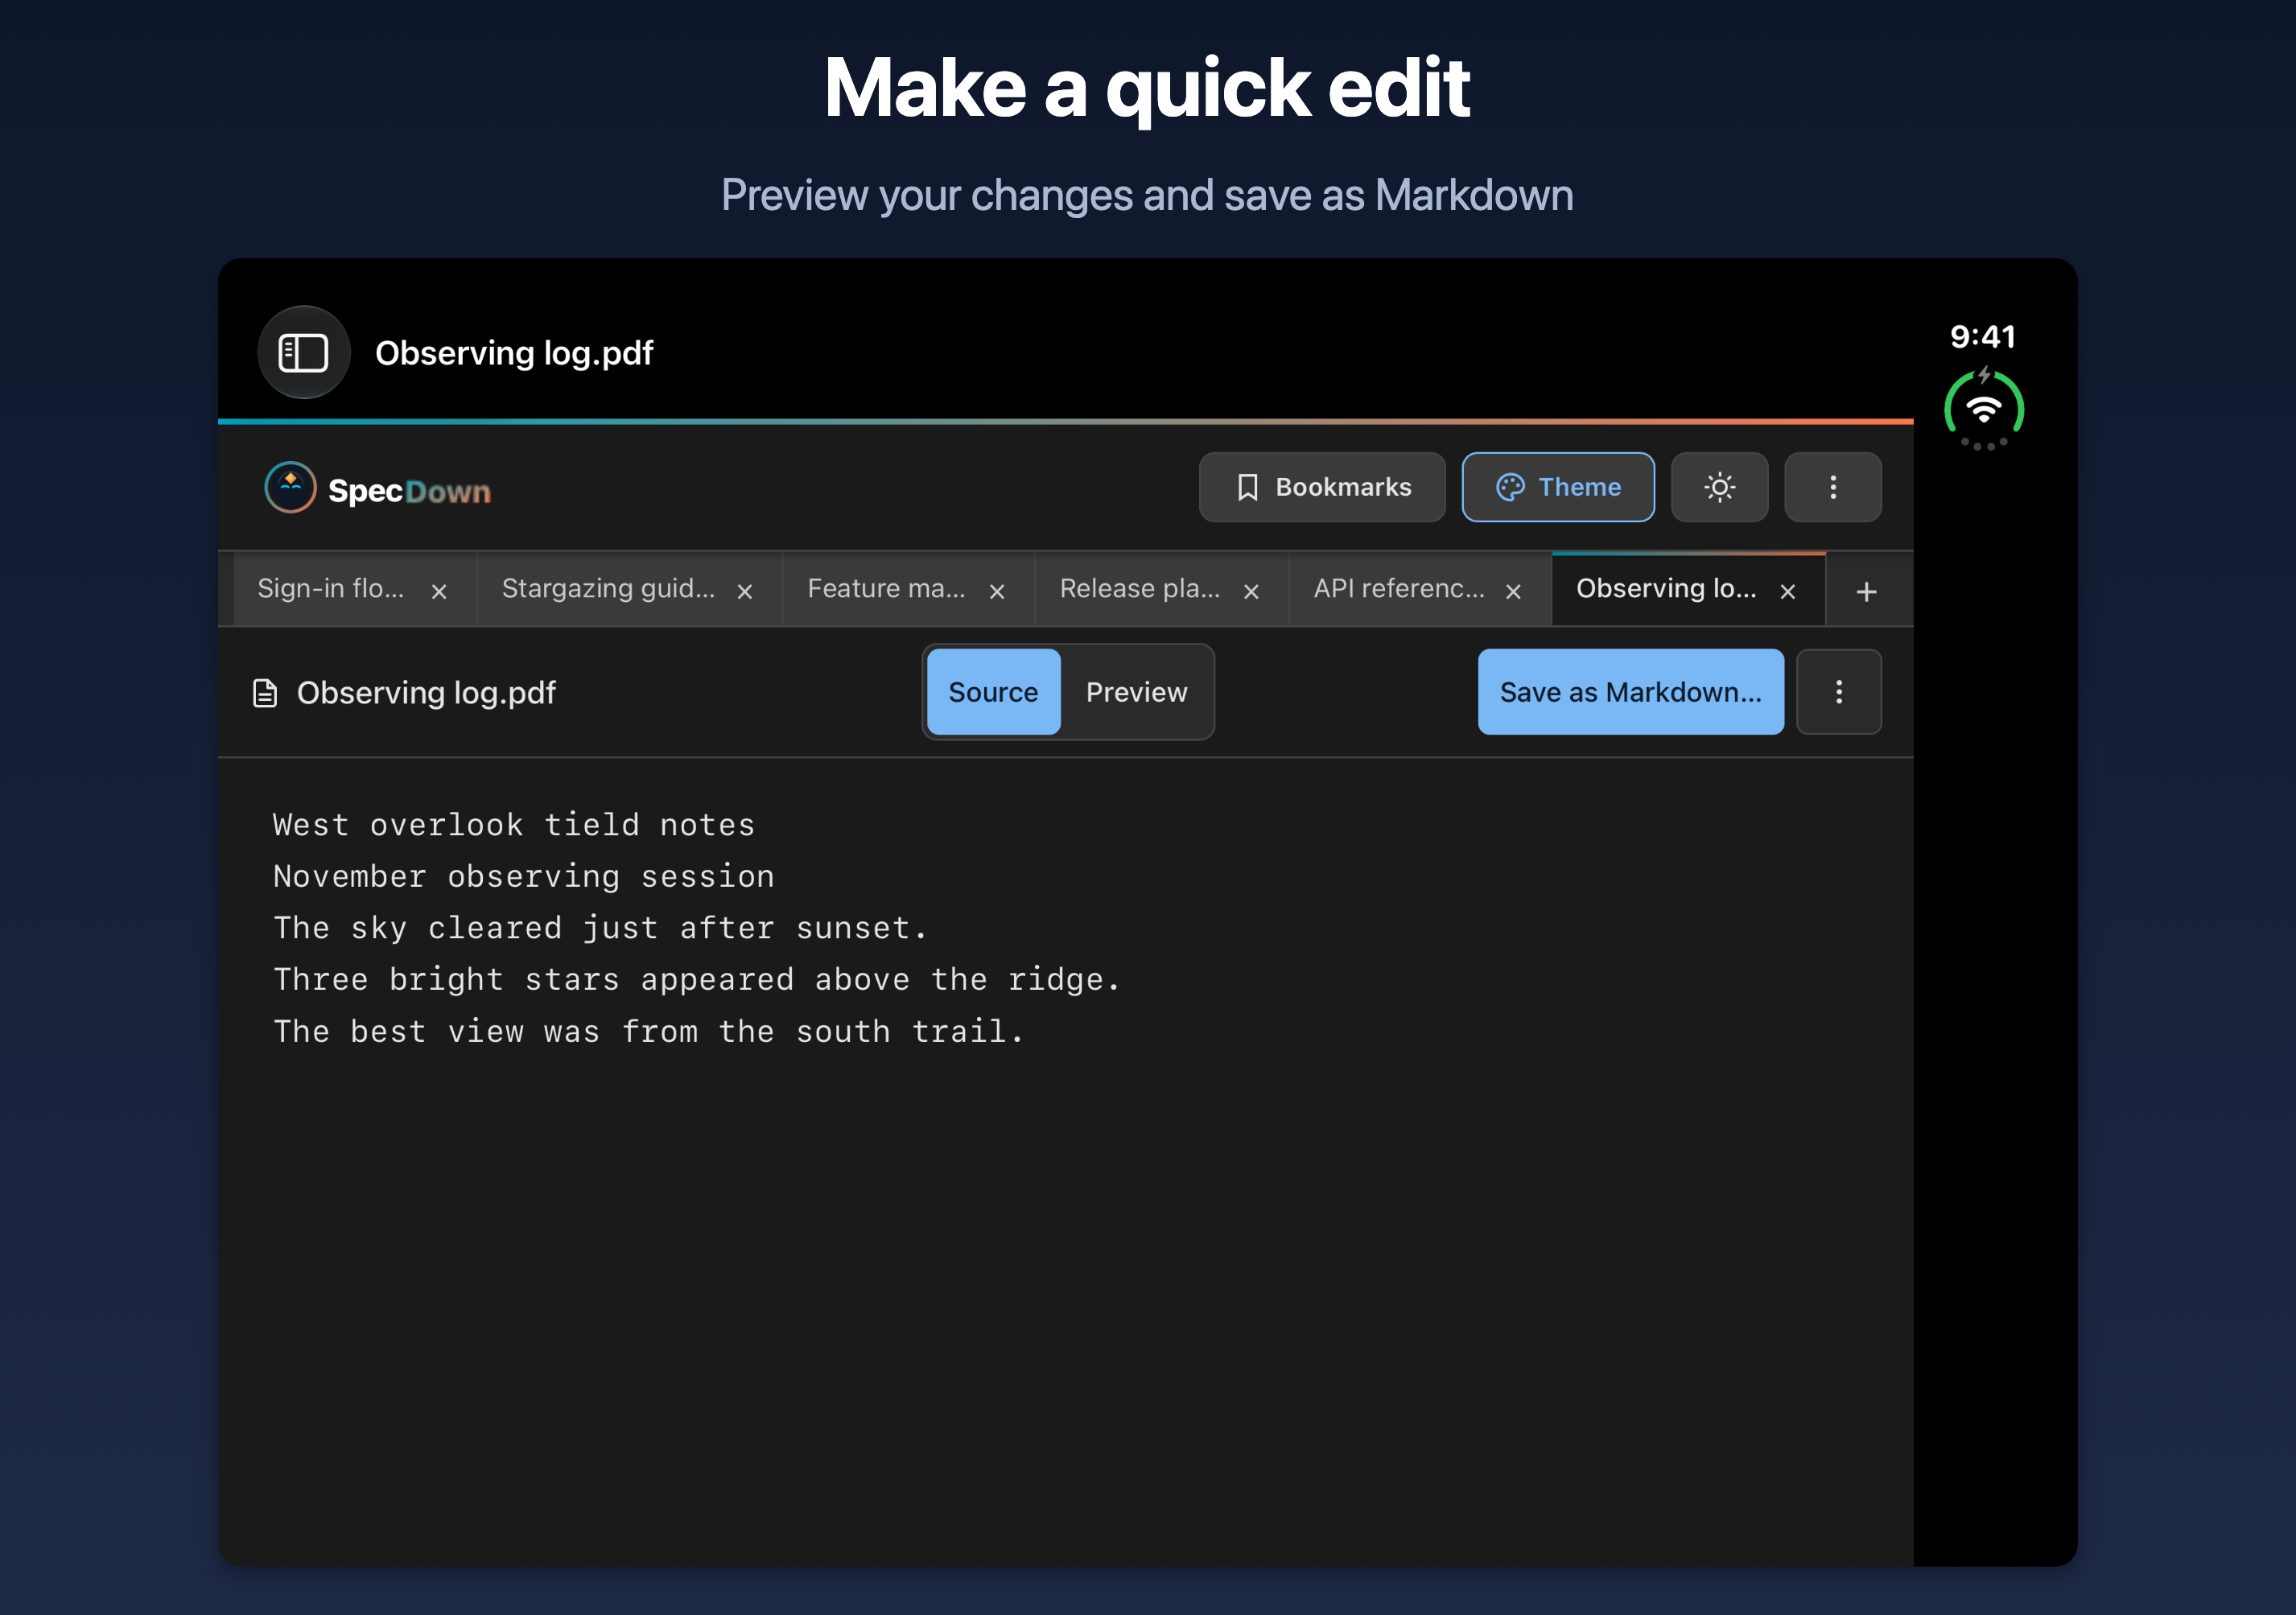 Make a quick edit
Preview your changes and save as Markdown
Observing log.pdf
9:41
SpecDown
Bookmarks
Theme
Sign-in flo...
Stargazing guid...
Feature ma...
Release pla...
API referenc...
Observing lo...
Observing log.pdf
Source
Preview
Save as Markdown...
West overlook tield notes
November observing session
The sky cleared just after sunset.
Three bright stars appeared above the ridge.
The best view was from the south trail.